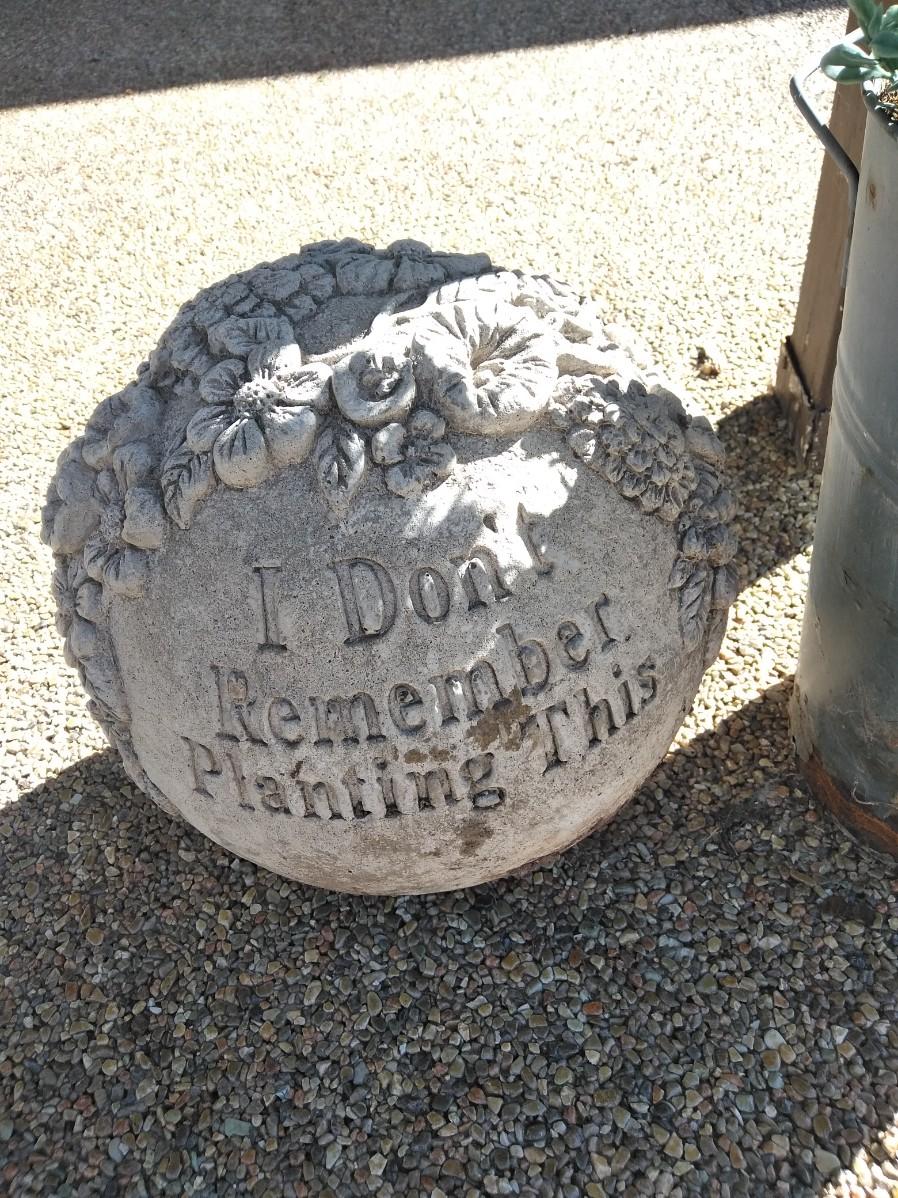 I Don't
Remember
Planting This